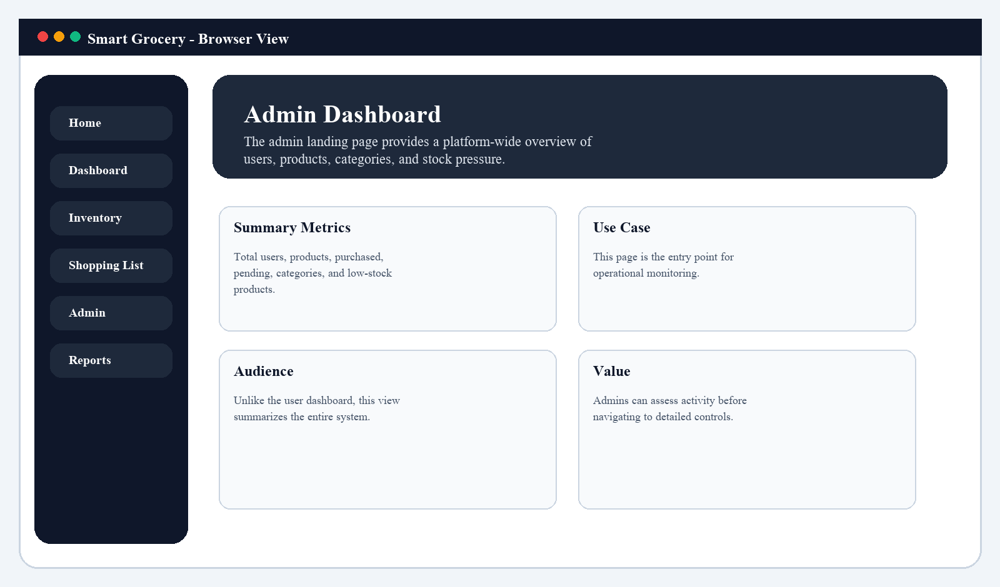 Smart Grocery - Browser View
Home
Dashboard
Inventory
Shopping List
Admin
Reports
Admin Dashboard
The admin landing page provides a platform-wide overview of
users, products, categories, and stock pressure.
Summary Metrics
Total users, products, purchased,
pending, categories, and low-stock
products.
Use Case
This page is the entry point for
operational monitoring.
Audience
Unlike the user dashboard, this view
summarizes the entire system.
Value
Admins can assess activity before
navigating to detailed controls.